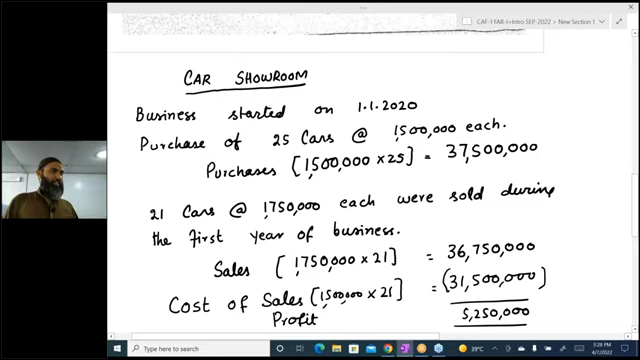 CAF-1 FAR-I+Intro SEP-2022 > New Section 1
CAR SHOWROOM
Business started on 1.1.2020
Purchase of 25 Cars @ 1,500,000 each.
Purchases [1,500,000 x 25] = 37,500,000
21 Cars @ 1,750,000 each were sold during
the first year of business.
Sales [1,750,000 x 21] = 36,750,000
Cost of Sales [1,500,000 x 21] = (31,500,000)
Profit 5,250,000
Type here to search
39°C
3:28 PM
4/7/2022